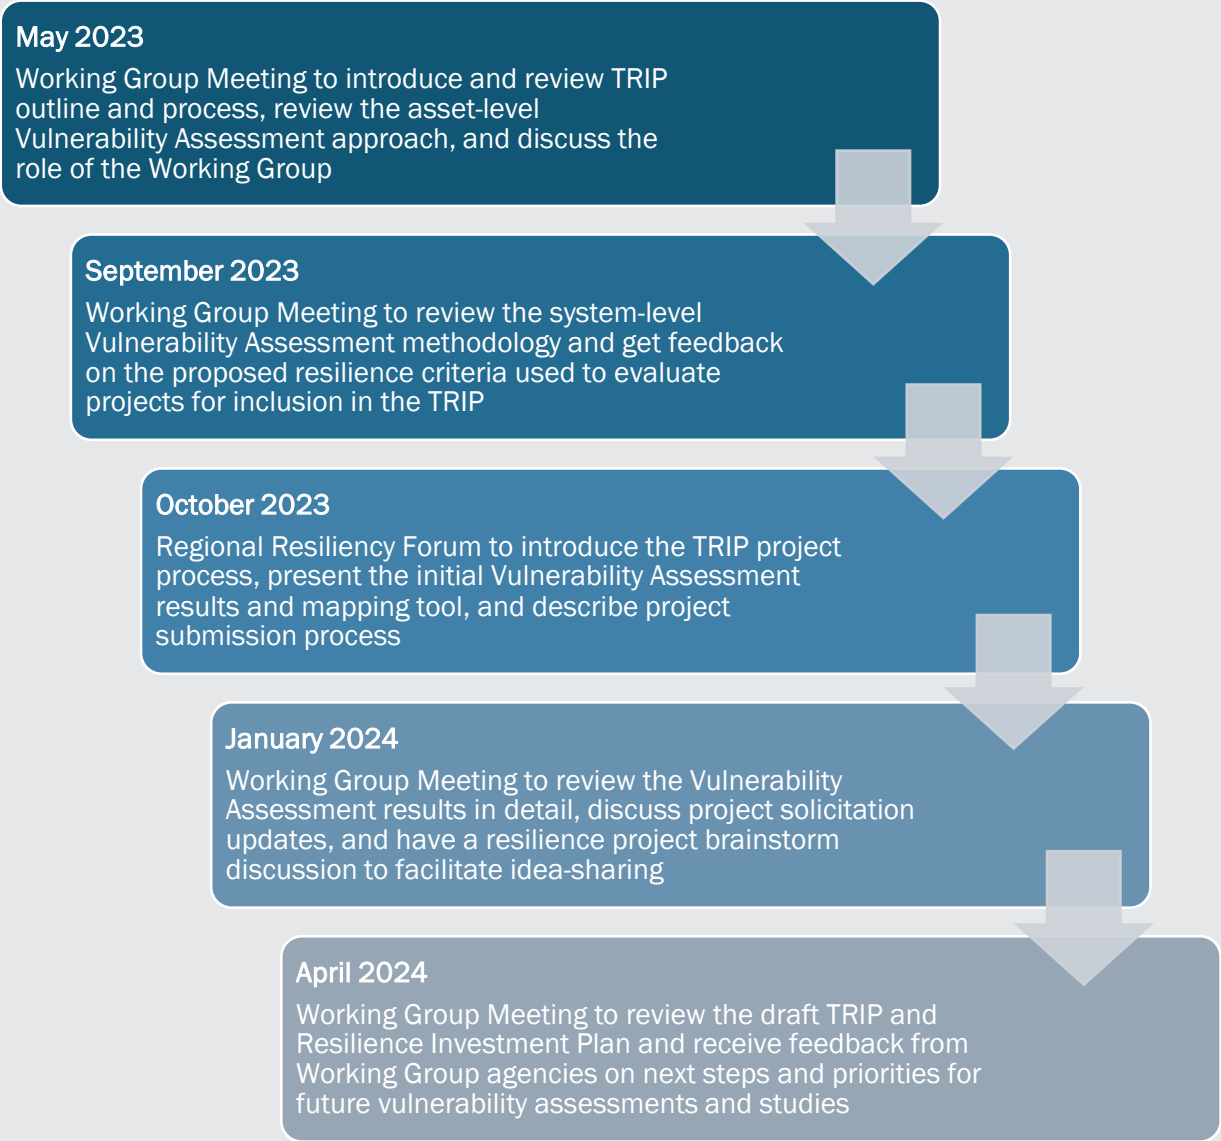 May 2023
Working Group Meeting to introduce and review TRIP
outline and process, review the asset-level
Vulnerability Assessment approach, and discuss the
role of the Working Group
September 2023
Working Group Meeting to review the system-level
Vulnerability Assessment methodology and get feedback
on the proposed resilience criteria used to evaluate
projects for inclusion in the TRIP
October 2023
Regional Resiliency Forum to introduce the TRIP project
process, present the initial Vulnerability Assessment
results and mapping tool, and describe project
submission process
January 2024
Working Group Meeting to review the Vulnerability
Assessment results in detail, discuss project solicitation
updates, and have a resilience project brainstorm
discussion to facilitate idea-sharing
April 2024
Working Group Meeting to review the draft TRIP and
Resilience Investment Plan and receive feedback from
Working Group agencies on next steps and priorities for
future vulnerability assessments and studies